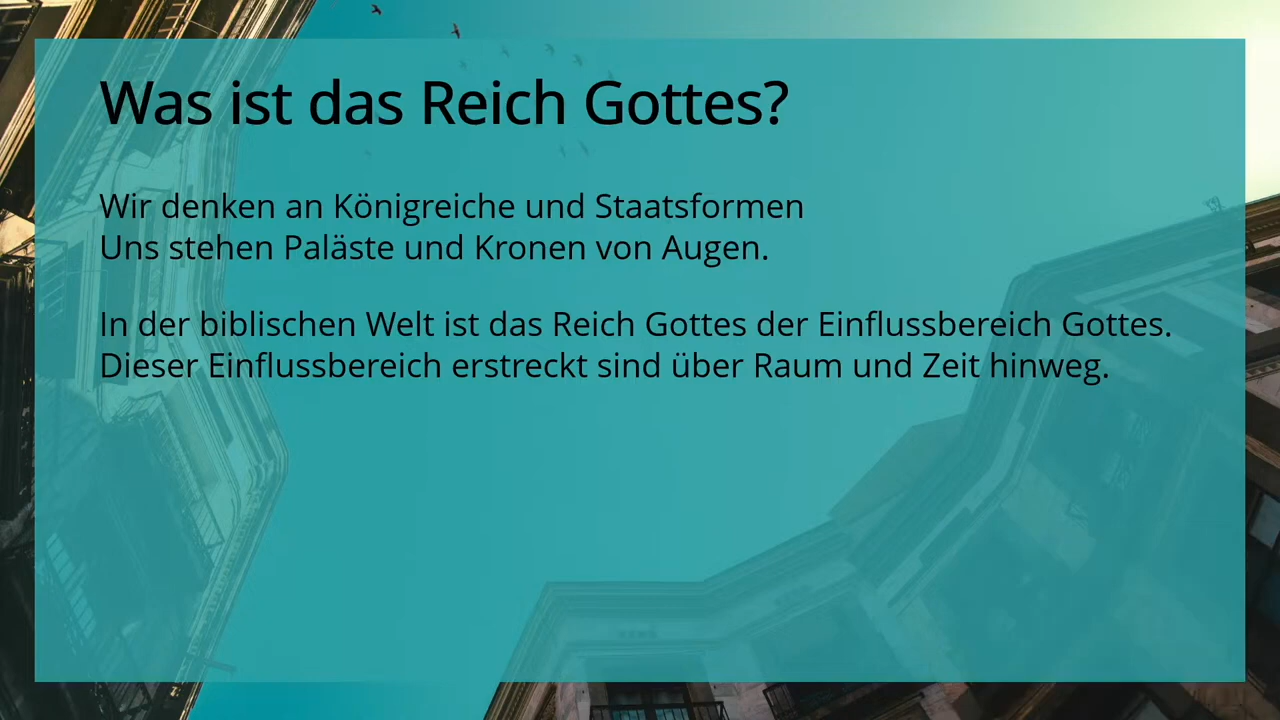 Was ist das Reich Gottes?
Wir denken an Königreiche und Staatsformen
Uns stehen Paläste und Kronen von Augen.
In der biblischen Welt ist das Reich Gottes der Einflussbereich Gottes.
Dieser Einflussbereich erstreckt sind über Raum und Zeit hinweg.